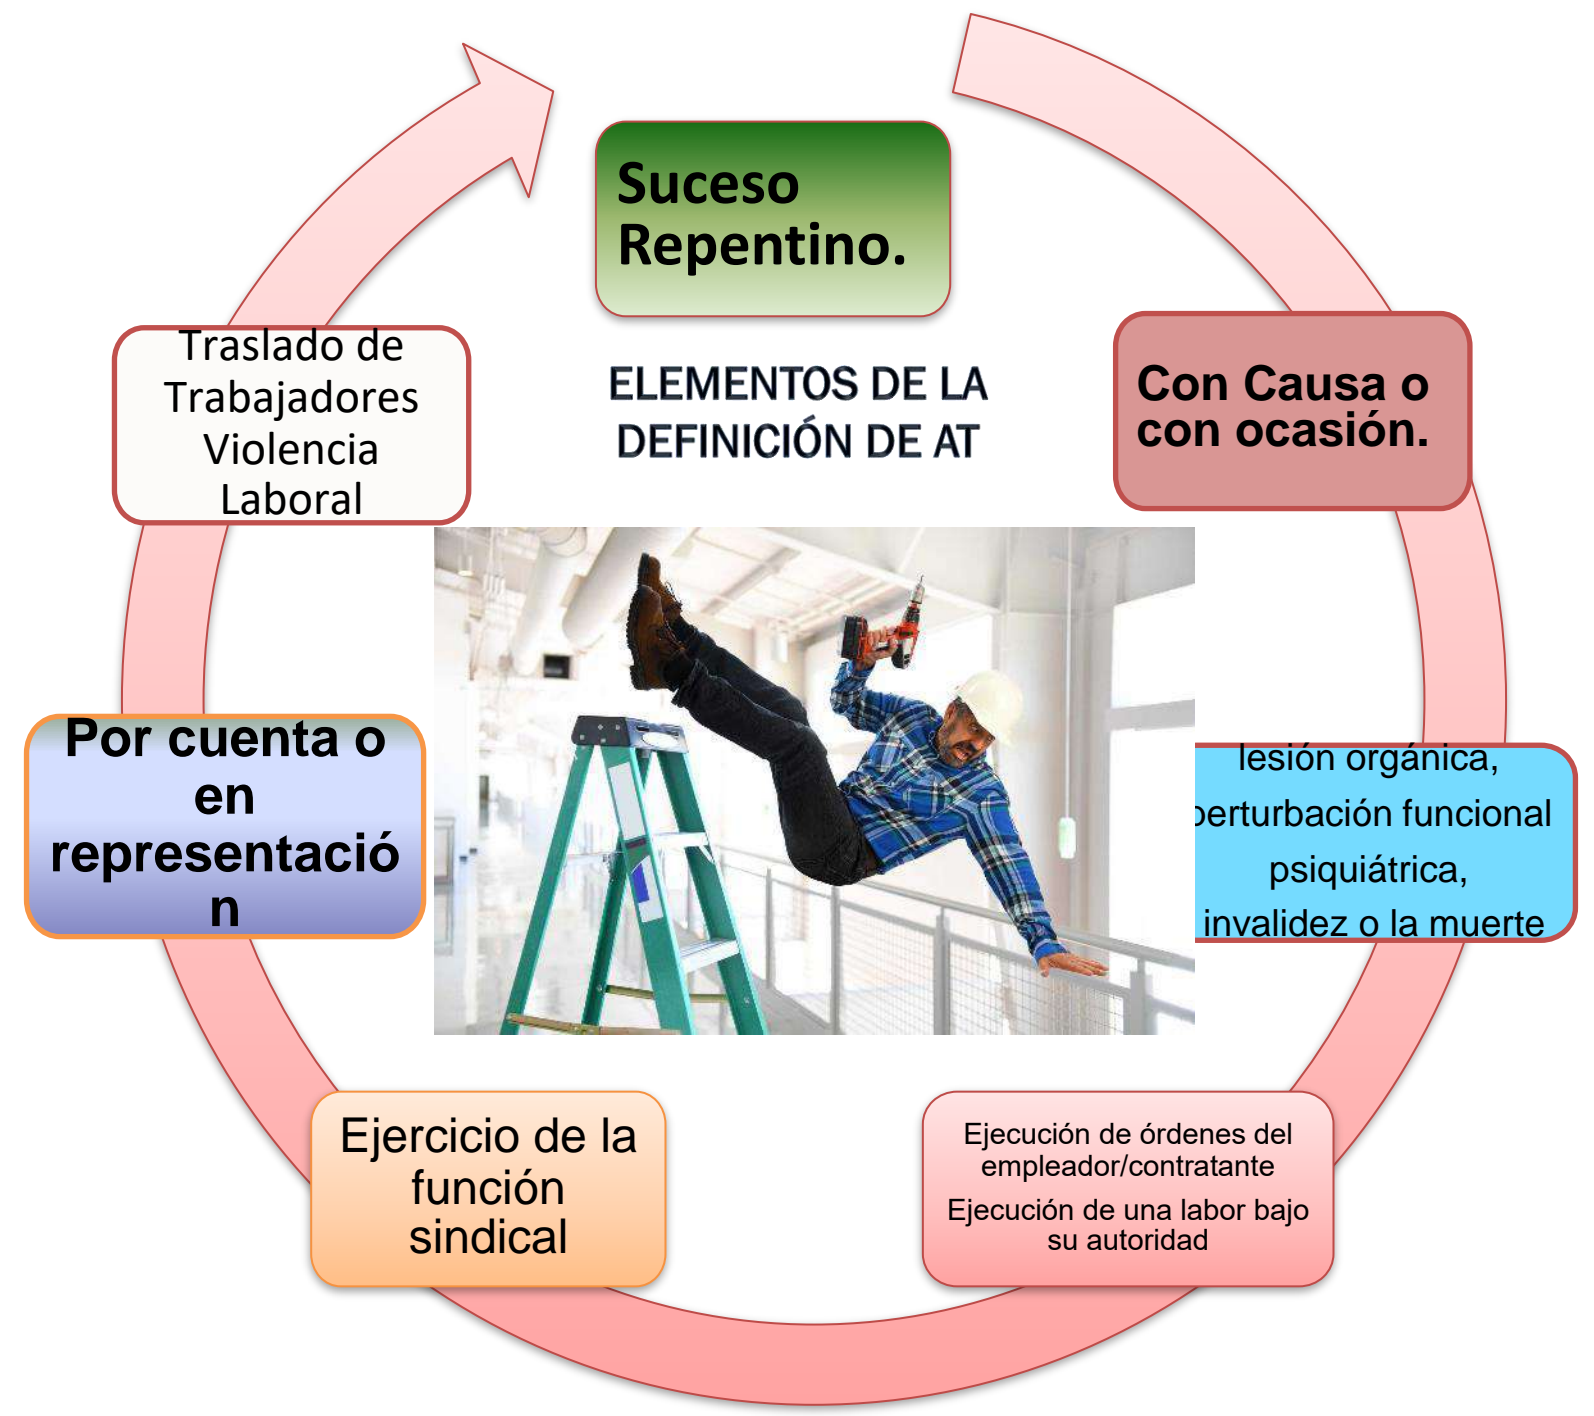 Suceso
Repentino.
ELEMENTOS DE LA
DEFINICIÓN DE AT
Con Causa o
con ocasión.
lesión orgánica,
perturbación funcional
psiquiátrica,
invalidez o la muerte
Ejecución de órdenes del
empleador/contratante
Ejecución de una labor bajo
su autoridad
Ejercicio de la
función
sindical
Por cuenta o
en
representació
n
Traslado de
Trabajadores
Violencia
Laboral